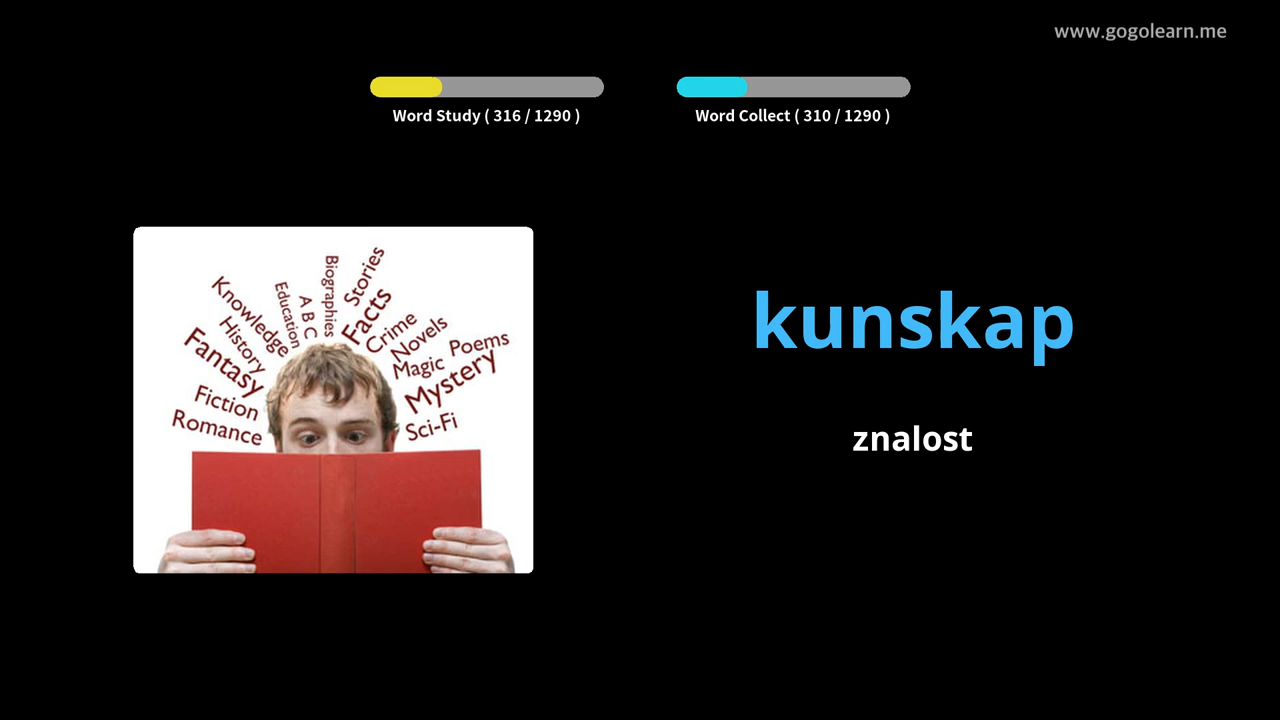 www.gogolearn.me
Word Study ( 316 / 1290 )
Word Collect ( 310 / 1290 )
Romance
Fiction
Fantasy
History
Knowledge
Education
A B C
Biographies
Stories
Facts
Crime
Novels
Magic
Poems
Mystery
Sci-Fi
kunskap
znalost